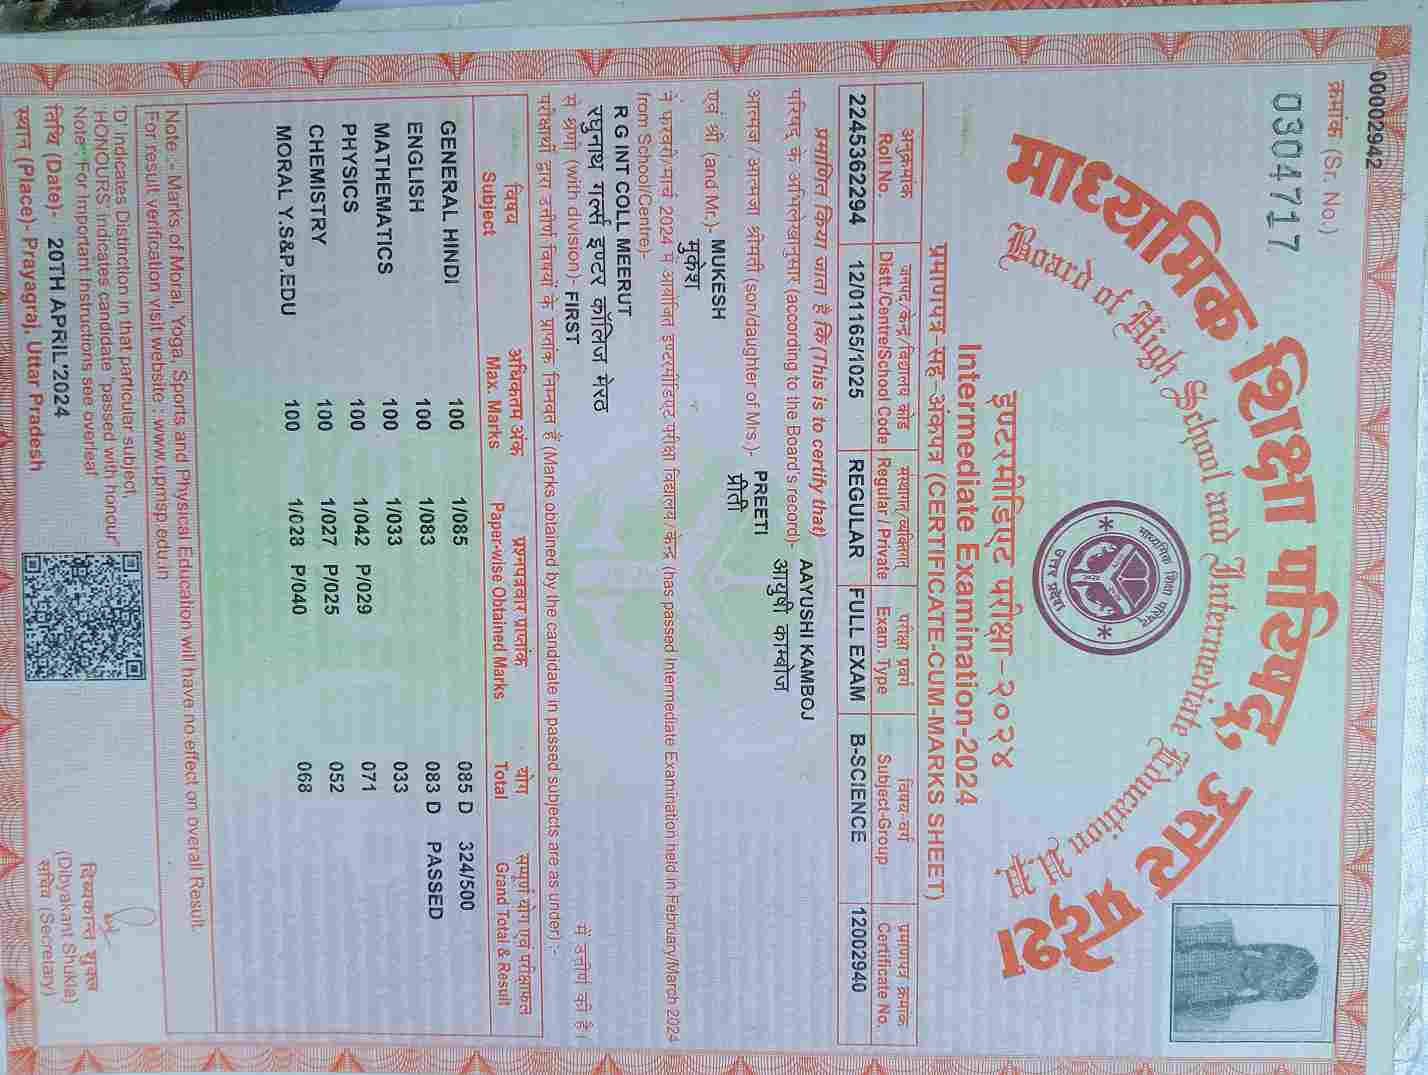 00002942
क्रमांक (Sr. No.)
0304717
माध्यमिक शिक्षा परिषद्, उत्तर प्रदेश
Board of High School and Intermediate Education U.P.
माध्यमिक शिक्षा परिषद
उत्तर प्रदेश
इण्टरमीडिएट परीक्षा-२०२४
Intermediate Examination-2024
प्रमाणपत्र-सह-अंकपत्र (CERTIFICATE-CUM-MARKS SHEET)
अनुक्रमांक जनपद/केन्द्र/विद्यालय कोड संस्थागत/व्यक्तिगत परीक्षा प्रवर्ग विषय-वर्ग प्रमाणपत्र क्रमांक
Roll No. Distt./Centre/School Code Regular / Private Exam. Type Subject-Group Certificate No.
2245362294 12/01165/1025 REGULAR FULL EXAM B-SCIENCE 12002940
प्रमाणित किया जाता है कि (This is to certify that) AAYUSHI KAMBOJ
परिषद् के अभिलेखानुसार (according to the Board's record)- आयुषी काम्बोज
आत्मज/आत्मजा श्रीमती (son/daughter of Mrs.)- PREETI
प्रीती
एवं श्री (and Mr.)- MUKESH
मुकेश
ने फरवरी/मार्च 2024 में आयोजित इण्टरमीडिएट परीक्षा विद्यालय/केन्द्र (has passed Intermediate Examination held in February/March 2024
from School/Centre)-
R G INT COLL MEERUT
रघुनाथ गर्ल्स इण्टर कॉलिज मेरठ
में श्रेणी (with division)- FIRST में उत्तीर्ण की है।
परीक्षार्थी द्वारा उत्तीर्ण विषयों के प्राप्तांक निम्नवत हैं (Marks obtained by the candidate in passed subjects are as under) :-
विषय अधिकतम अंक प्रश्नपत्रवार प्राप्तांक योग सम्पूर्ण योग एवं परीक्षाफल
Subject Max. Marks Paper-wise Obtained Marks Total Grand Total & Result
GENERAL HINDI 100 1/085 085 D 324/500
ENGLISH 100 1/083 083 D PASSED
MATHEMATICS 100 1/033 033
PHYSICS 100 1/042 P/029 071
CHEMISTRY 100 1/027 P/025 052
MORAL Y.S&P.EDU 100 1/028 P/040 068
Note :- Marks of Moral, Yoga, Sports and Physical Education will have no effect on overall Result.
For result verification visit website : www.upmsp.edu.in
'D' Indicates Distinction in that particular subject,
'HONOURS' indicates candidate "passed with honour"
Note:- For Important Instructions see overleaf
तिथि (Date)- 20TH APRIL'2024
स्थान (Place)- Prayagraj, Uttar Pradesh
दिव्यकान्त शुक्ल
(Dibyakant Shukla)
सचिव (Secretary)